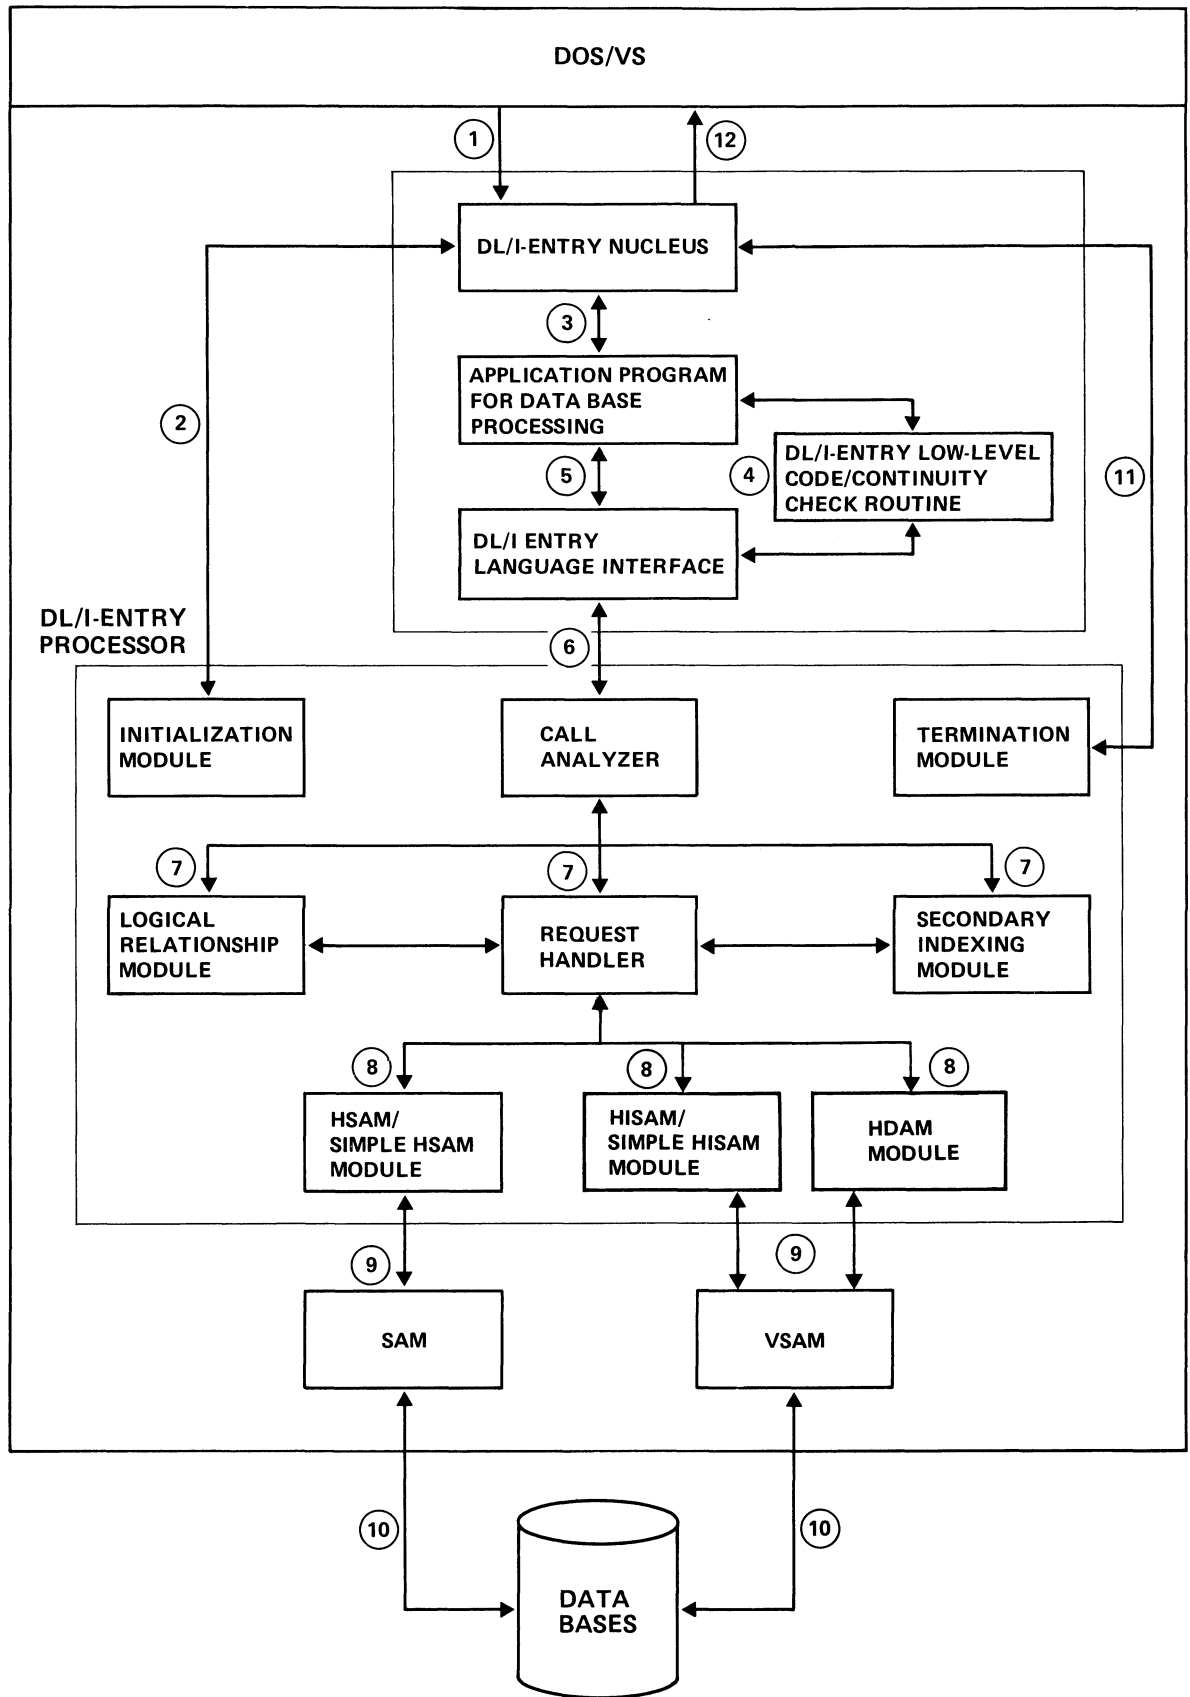 DOS/VS
1
12
DL/I-ENTRY NUCLEUS
3
APPLICATION PROGRAM
FOR DATA BASE
PROCESSING
2
5
4
DL/I-ENTRY LOW-LEVEL
CODE/CONTINUITY
CHECK ROUTINE
11
DL/I ENTRY
LANGUAGE INTERFACE
DL/I-ENTRY
PROCESSOR
6
INITIALIZATION
MODULE
CALL
ANALYZER
TERMINATION
MODULE
7
7
7
LOGICAL
RELATIONSHIP
MODULE
REQUEST
HANDLER
SECONDARY
INDEXING
MODULE
8
8
8
HSAM/
SIMPLE HSAM
MODULE
HISAM/
SIMPLE HISAM
MODULE
HDAM
MODULE
9
9
SAM
VSAM
10
10
DATA
BASES